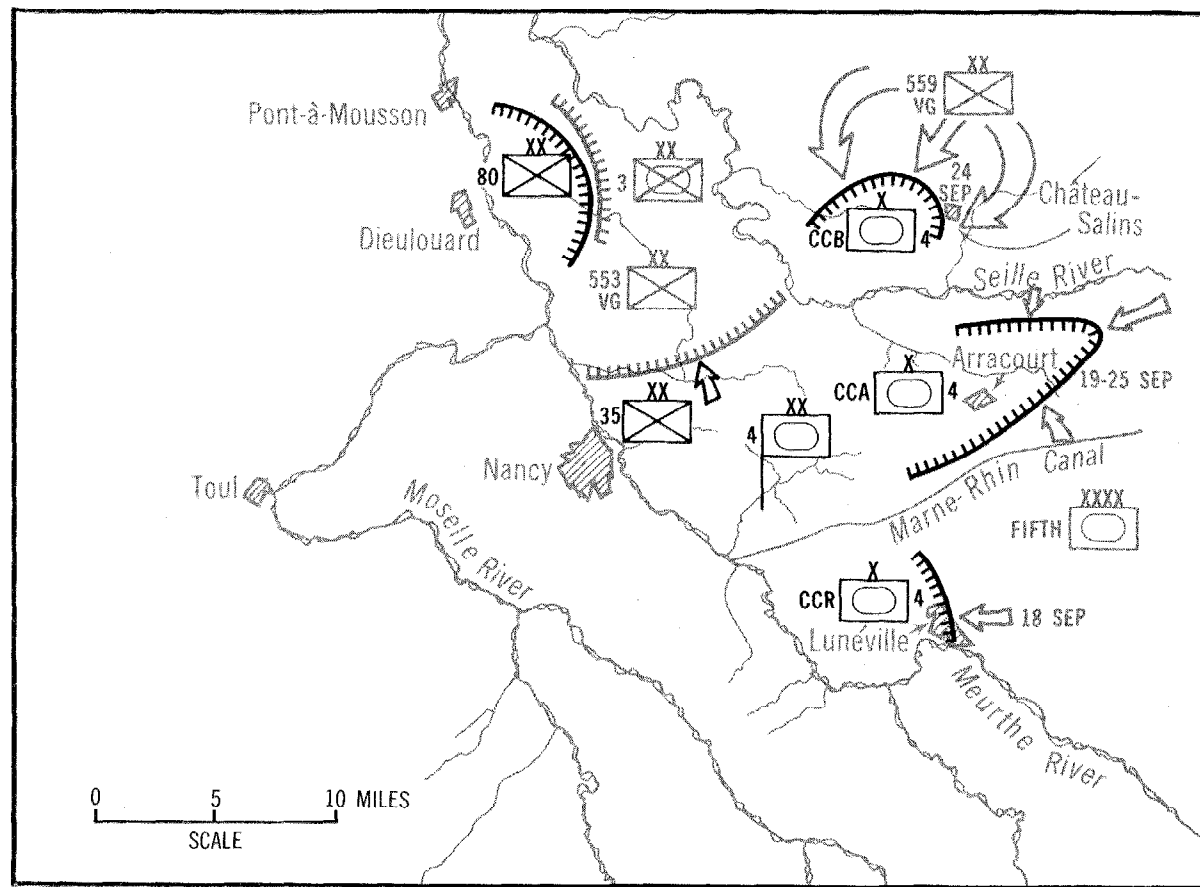 XX
559
VG
Pont-à-Mousson
XX
80
XX
3
24
SEP
Château-
Salins
X
CCB 4
Dieulouard
XX
553
VG
Seille River
Arracourt
X
CCA 4
19-25 SEP
XX
35
XX
4
Nancy
Toul
Moselle River
Marne-Rhin Canal
XXXX
FIFTH
X
CCR 4
18 SEP
Lunéville
Meurthe River
0 5 10 MILES
SCALE